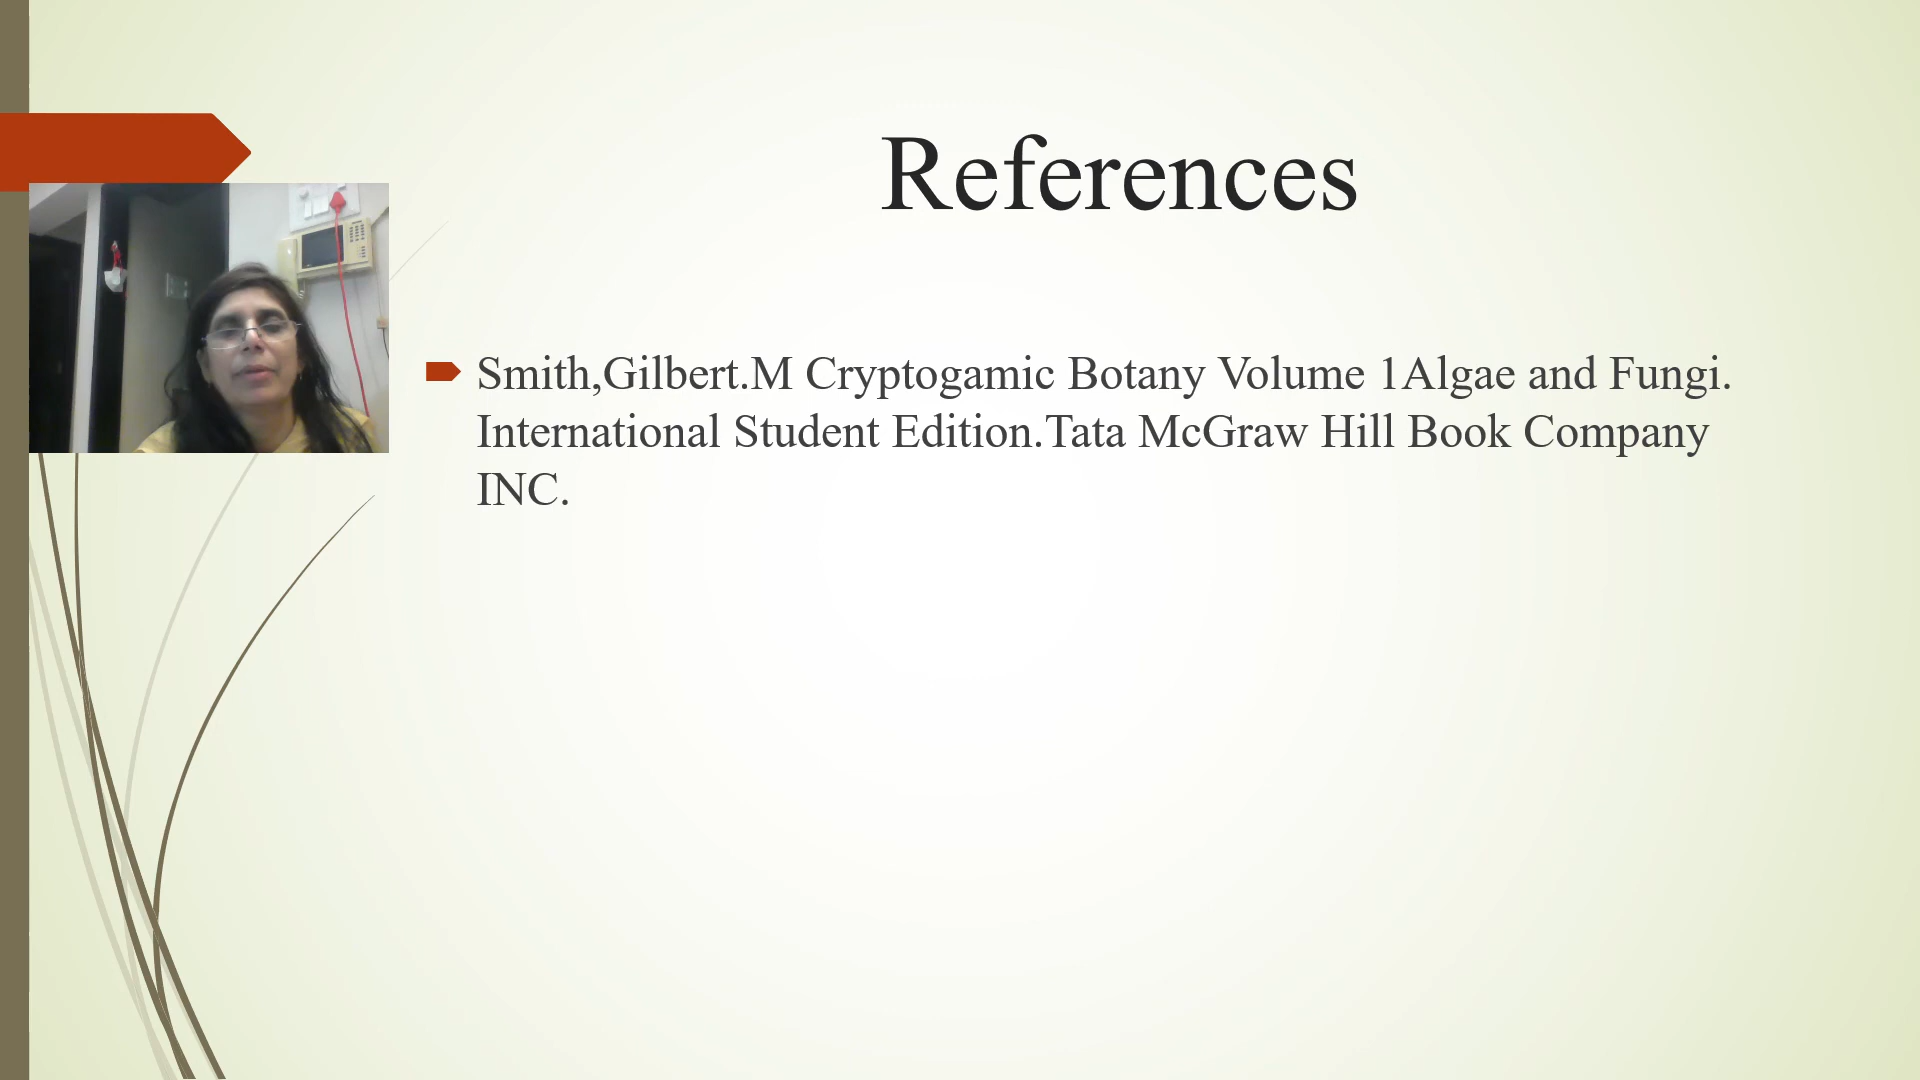 References
Smith,Gilbert.M Cryptogamic Botany Volume 1Algae and Fungi.
International Student Edition.Tata McGraw Hill Book Company
INC.